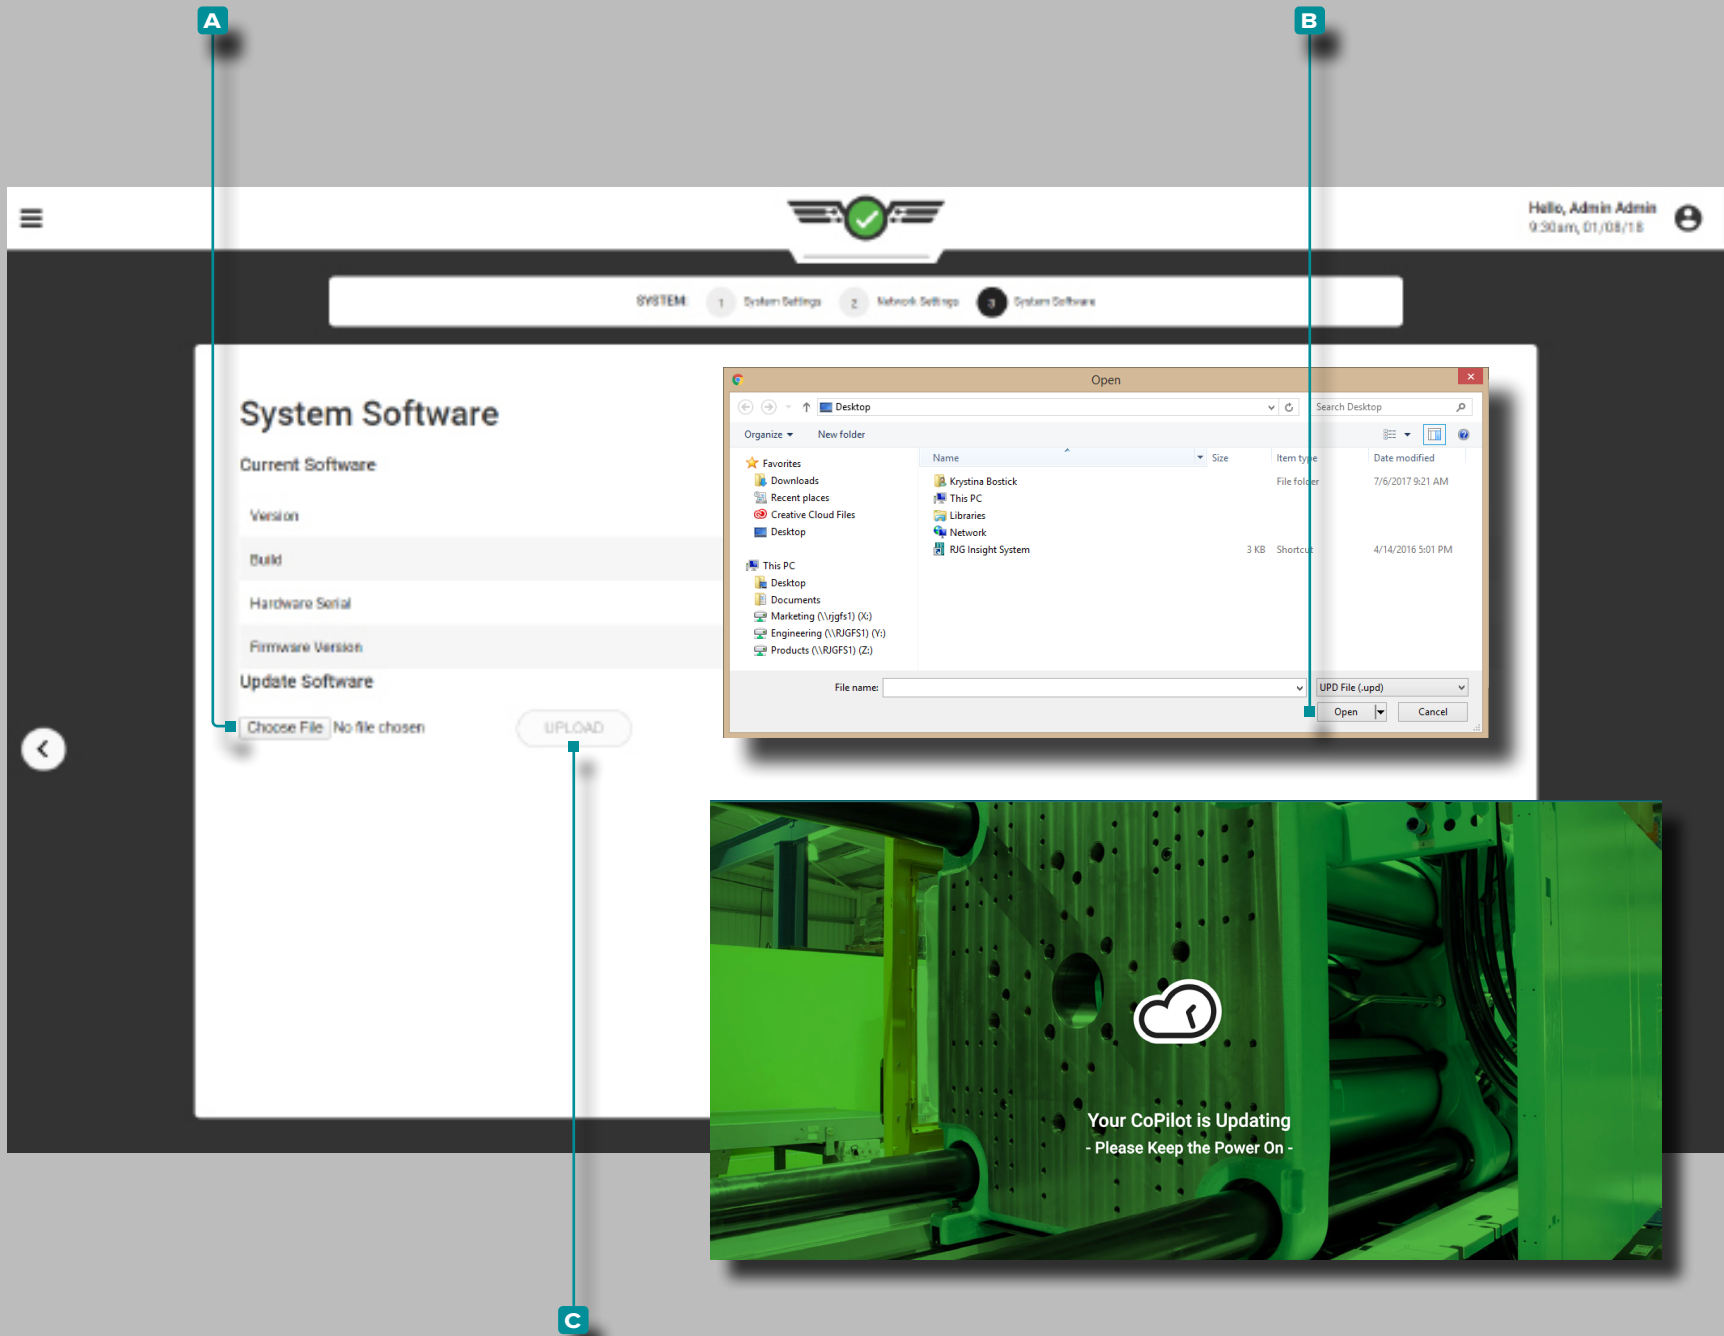 A
B
Hello, Admin Admin
9:30am, 01/08/18
SYSTEM: 1 System Settings 2 Network Settings 3 System Software
System Software
Current Software
Version
Build
Hardware Serial
Firmware Version
Update Software
Choose File No file chosen
UPLOAD
Open
Desktop
Search Desktop
Organize New folder
Favorites
Downloads
Recent places
Creative Cloud Files
Desktop
This PC
Desktop
Documents
Marketing (\\rjgfs1) (X:)
Engineering (\\RJGFS1) (Y:)
Products (\\RJGFS1) (Z:)
Name Size Item type Date modified
Krystina Bostick File folder 7/6/2017 9:21 AM
This PC
Libraries
Network
RJG Insight System 3 KB Shortcut 4/14/2016 5:01 PM
File name: UPD File (.upd)
Open Cancel
Your CoPilot is Updating
- Please Keep the Power On -
C